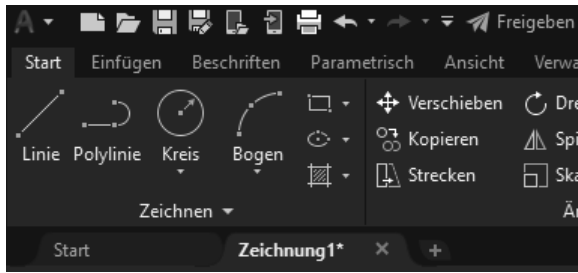 Freigeben
Start Einfügen Beschriften Parametrisch Ansicht
Linie Polylinie Kreis Bogen
Verschieben
Kopieren
Strecken
Zeichnen
Start Zeichnung1*